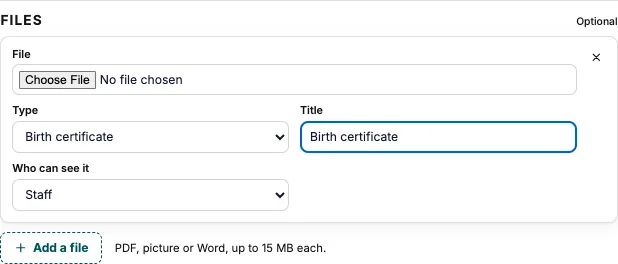 FILES Optional
File ×
Choose File No file chosen
Type Title
Birth certificate Birth certificate
Who can see it
Staff
+ Add a file PDF, picture or Word, up to 15 MB each.